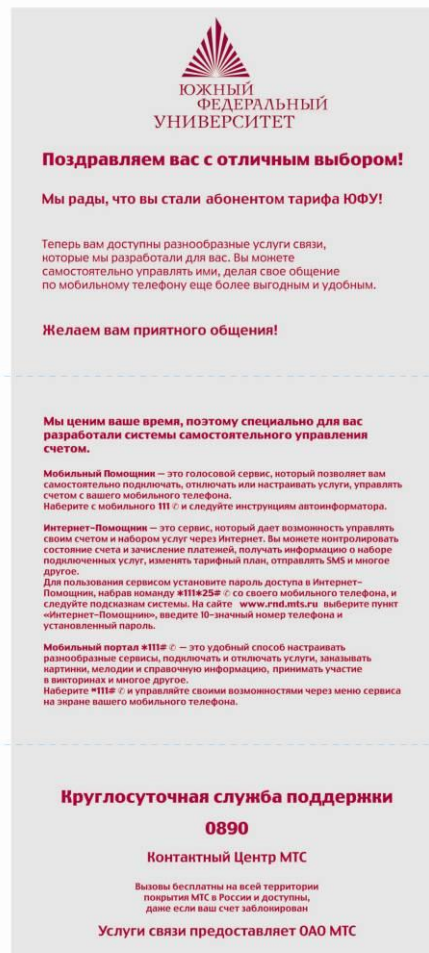 ЮЖНЫЙ
ФЕДЕРАЛЬНЫЙ
УНИВЕРСИТЕТ
Поздравляем вас с отличным выбором!
Мы рады, что вы стали абонентом тарифа ЮФУ!
Теперь вам доступны разнообразные услуги связи,
которые мы разработали для вас. Вы можете
самостоятельно управлять ими, делая свое общение
по мобильному телефону еще более выгодным и удобным.
Желаем вам приятного общения!
Мы ценим ваше время, поэтому специально для вас
разработали системы самостоятельного управления
счетом.
Мобильный Помощник — это голосовой сервис, который позволяет вам
самостоятельно подключать, отключать или настраивать услуги, управлять
счетом с вашего мобильного телефона.
Наберите с мобильного 111 ✆ и следуйте инструкциям автоинформатора.
Интернет-Помощник — это сервис, который дает возможность управлять
своим счетом и набором услуг через Интернет. Вы можете контролировать
состояние счета и зачисление платежей, получать информацию о наборе
подключенных услуг, изменять тарифный план, отправлять SMS и многое
другое.
Для пользования сервисом установите пароль доступа в Интернет-
Помощник, набрав команду *111*25# ✆ со своего мобильного телефона, и
следуйте подсказкам системы. На сайте www.rnd.mts.ru выберите пункт
«Интернет-Помощник», введите 10-значный номер телефона и
установленный пароль.
Мобильный портал *111# ✆ — это удобный способ настраивать
разнообразные сервисы, подключать и отключать услуги, заказывать
картинки, мелодии и справочную информацию, принимать участие
в викторинах и многое другое.
Наберите *111# ✆ и управляйте своими возможностями через меню сервиса
на экране вашего мобильного телефона.
Круглосуточная служба поддержки
0890
Контактный Центр МТС
Вызовы бесплатны на всей территории
покрытия МТС в России и доступны,
даже если ваш счет заблокирован
Услуги связи предоставляет ОАО МТС